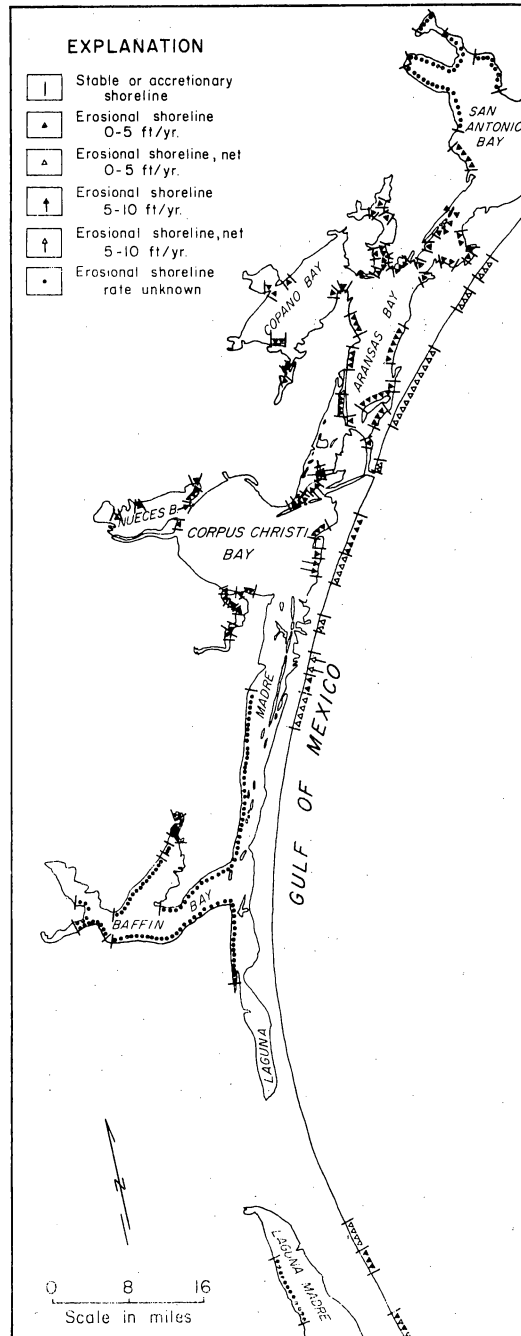 EXPLANATION
Stable or accretionary
shoreline
Erosional shoreline
0-5 ft/yr.
Erosional shoreline, net
0-5 ft/yr.
Erosional shoreline
5-10 ft/yr.
Erosional shoreline, net
5-10 ft/yr.
Erosional shoreline
rate unknown
SAN
ANTONIO
BAY
COPANO BAY
ARANSAS BAY
NUECES B.
CORPUS CHRISTI
BAY
MADRE
GULF OF MEXICO
BAFFIN BAY
LAGUNA
N
LAGUNA MADRE
0 8 16
Scale in miles